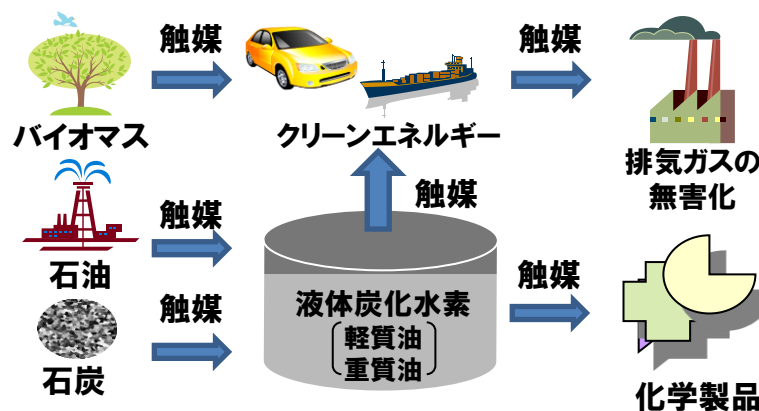 触媒
触媒
バイオマス
クリーンエネルギー
排気ガスの
無害化
触媒
触媒
石油
触媒
触媒
液体炭化水素
軽質油
重質油
石炭
化学製品